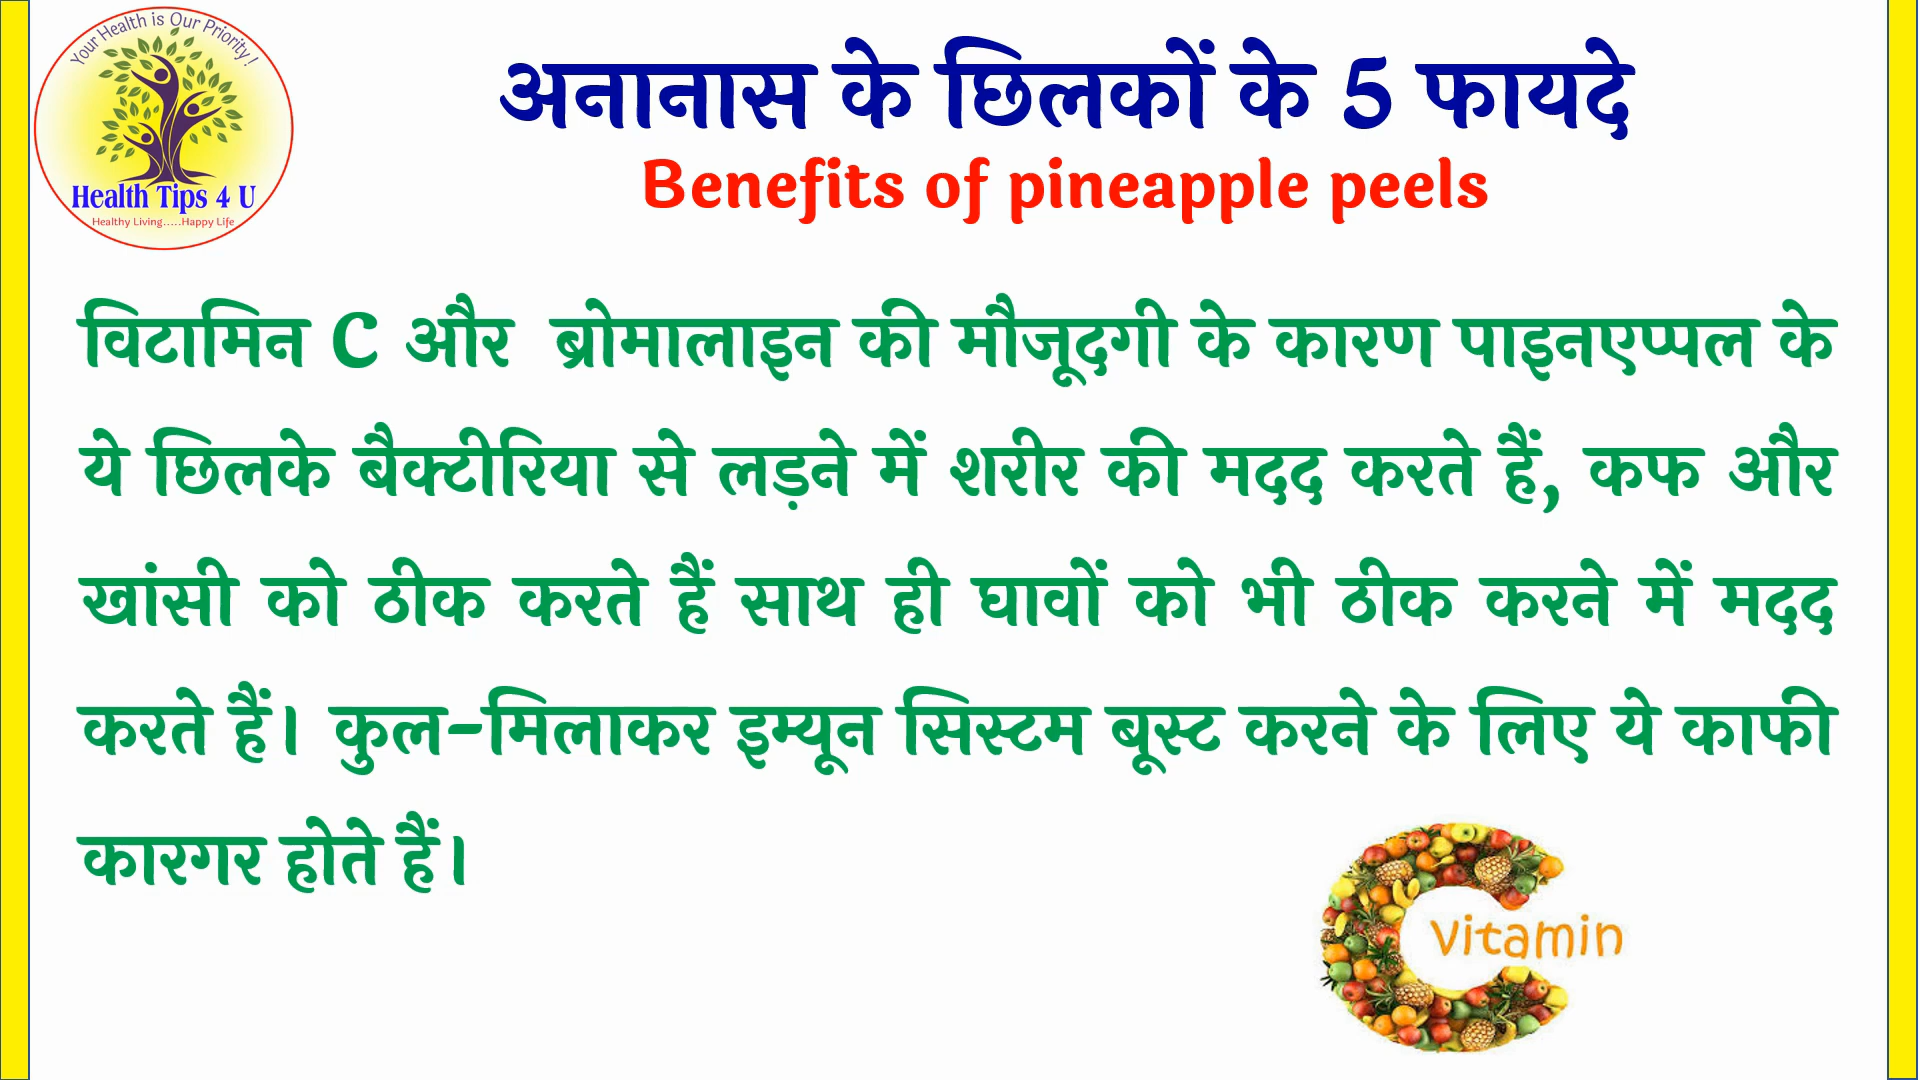 Your Health is Our Priority!
Health Tips 4 U
Healthy Living.....Happy Life
अनानास के छिलकों के 5 फायदे
Benefits of pineapple peels
विटामिन C और ब्रोमालाइन की मौजूदगी के कारण पाइनएप्पल के
ये छिलके बैक्टीरिया से लड़ने में शरीर की मदद करते हैं, कफ और
खांसी को ठीक करते हैं साथ ही घावों को भी ठीक करने में मदद
करते हैं। कुल-मिलाकर इम्यून सिस्टम बूस्ट करने के लिए ये काफी
कारगर होते हैं।
C vitamin